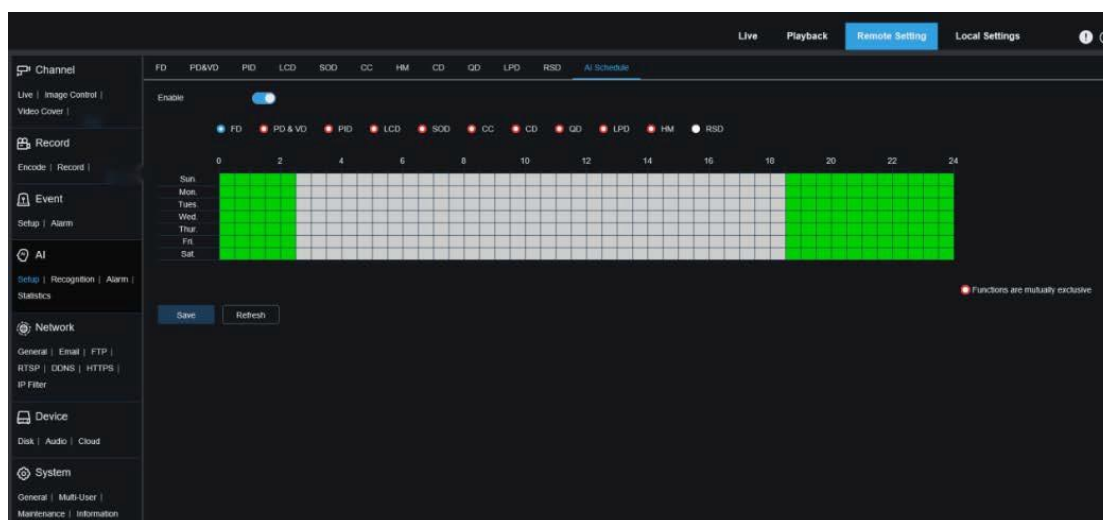 Live Playback Remote Setting Local Settings
Channel
Live | Image Control |
Video Cover |
Record
Encode | Record |
Event
Setup | Alarm
AI
Setup | Recognition | Alarm |
Statistics
Network
General | Email | FTP |
RTSP | DDNS | HTTPS |
IP Filter
Device
Disk | Audio | Cloud
System
General | Multi-User |
Maintenance | Information
FD PD&VD PID LCD SOD CC HM CD QD LPD RSD AI Schedule
Enable
FD PD & VD PID LCD SOD CC CD QD LPD HM RSD
0 2 4 6 8 10 12 14 16 18 20 22 24
Sun.
Mon.
Tues.
Wed.
Thur.
Fri.
Sat.
Functions are mutually exclusive
Save Refresh